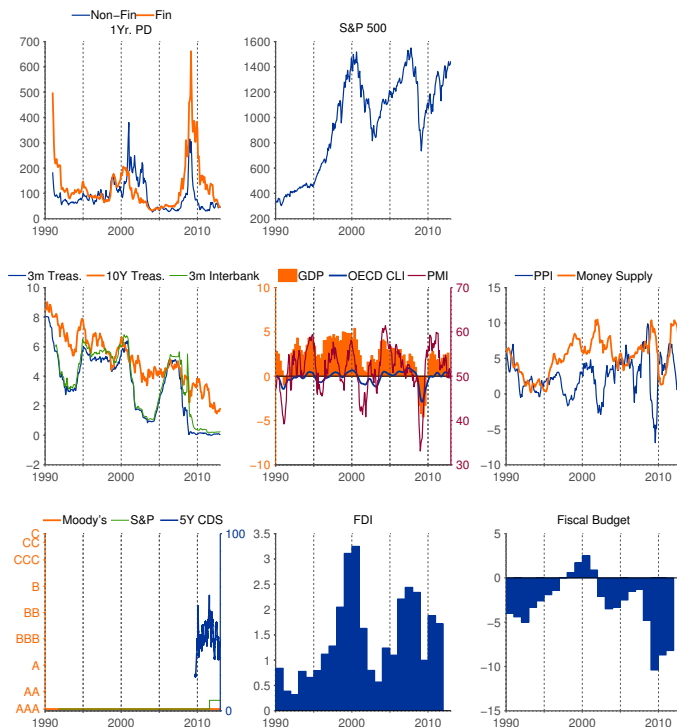 Non−Fin Fin
1Yr. PD
700
600
500
400
300
200
100
0
1990 2000 2010
S&P 500
1600
1400
1200
1000
800
600
400
200
1990 2000 2010
3m Treas. 10Y Treas. 3m Interbank
10
8
6
4
2
0
−2
1990 2000 2010
GDP OECD CLI PMI
10
5
0
−5
−10
70
60
50
40
30
1990 2000 2010
PPI Money Supply
15
10
5
0
−5
−10
1990 2000 2010
Moody's S&P 5Y CDS
C
CC
CCC
B
BB
BBB
A
AA
AAA
100
0
1990 2000 2010
FDI
3.5
3
2.5
2
1.5
1
0.5
0
1990 2000 2010
Fiscal Budget
5
0
−5
−10
−15
1990 2000 2010